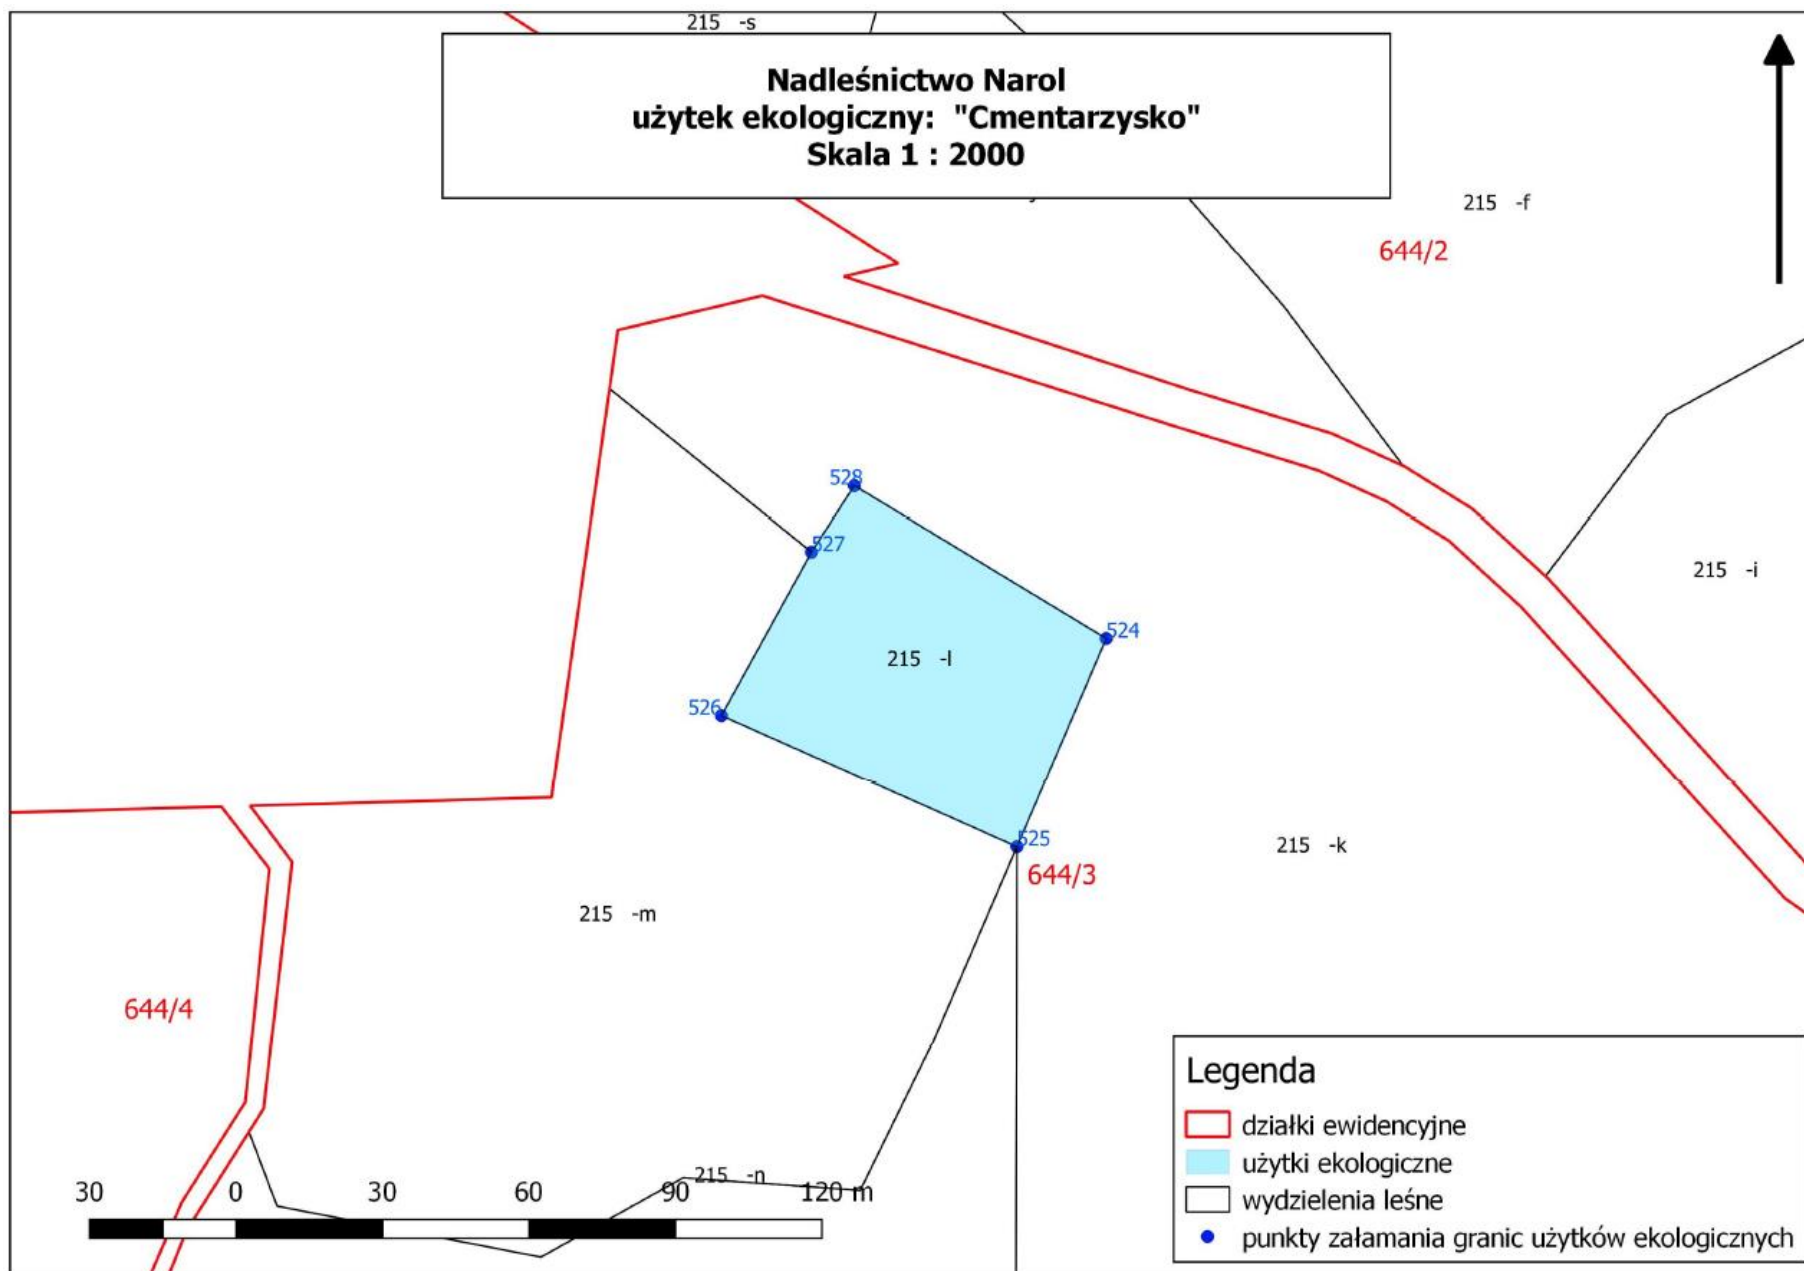 215 -s
Nadleśnictwo Narol
użytek ekologiczny: "Cmentarzysko"
Skala 1 : 2000
215 -f
644/2
528
527
215 -i
524
215 -l
526
525
644/3
215 -k
215 -m
644/4
215 -n
30 0 30 60 90 120 m
Legenda
działki ewidencyjne
użytki ekologiczne
wydzielenia leśne
punkty załamania granic użytków ekologicznych